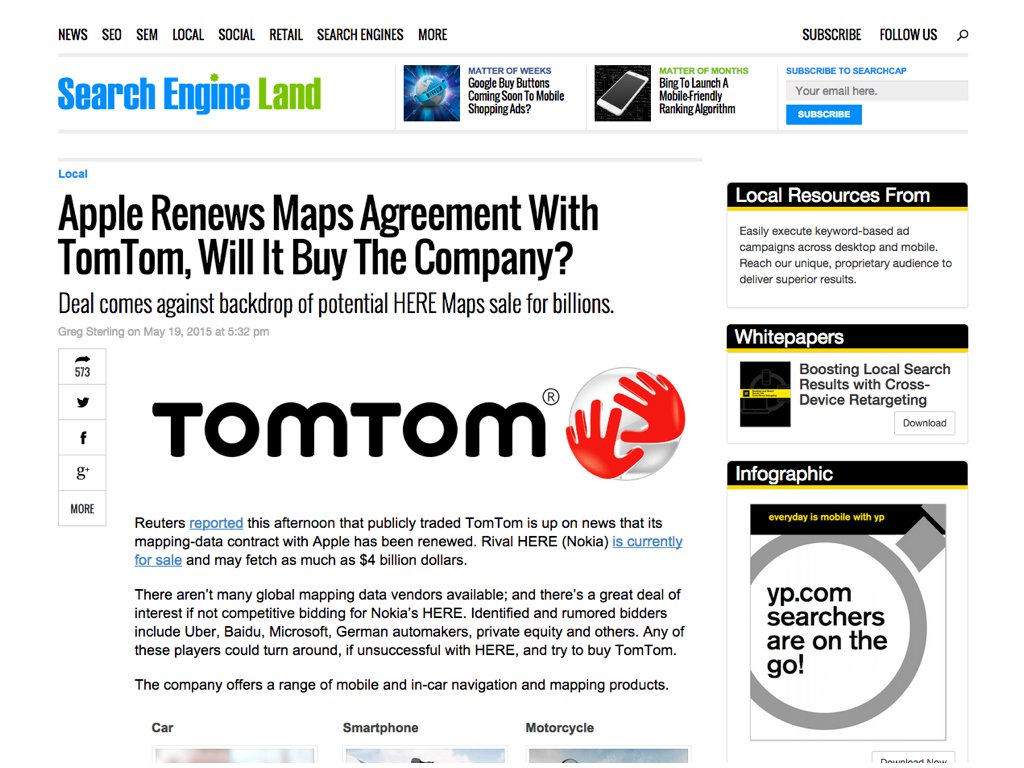 NEWS SEO SEM LOCAL SOCIAL RETAIL SEARCH ENGINES MORE SUBSCRIBE FOLLOW US
Search Engine Land
MATTER OF WEEKS
Google Buy Buttons
Coming Soon To Mobile
Shopping Ads?
MATTER OF MONTHS
Bing To Launch A
Mobile-Friendly
Ranking Algorithm
SUBSCRIBE TO SEARCHCAP
Your email here.
SUBSCRIBE
Local
Apple Renews Maps Agreement With
TomTom, Will It Buy The Company?
Deal comes against backdrop of potential HERE Maps sale for billions.
Greg Sterling on May 19, 2015 at 5:32 pm
573
f
g+
MORE
TOMTOM®
Reuters reported this afternoon that publicly traded TomTom is up on news that its
mapping-data contract with Apple has been renewed. Rival HERE (Nokia) is currently
for sale and may fetch as much as $4 billion dollars.
There aren’t many global mapping data vendors available; and there’s a great deal of
interest if not competitive bidding for Nokia’s HERE. Identified and rumored bidders
include Uber, Baidu, Microsoft, German automakers, private equity and others. Any of
these players could turn around, if unsuccessful with HERE, and try to buy TomTom.
The company offers a range of mobile and in-car navigation and mapping products.
Car Smartphone Motorcycle
Local Resources From
Easily execute keyword-based ad
campaigns across desktop and mobile.
Reach our unique, proprietary audience to
deliver superior results.
Whitepapers
Boosting Local Search
Results with Cross-
Device Retargeting
Download
Infographic
everyday is mobile with yp
yp.com
searchers
are on the
go!
Download Now